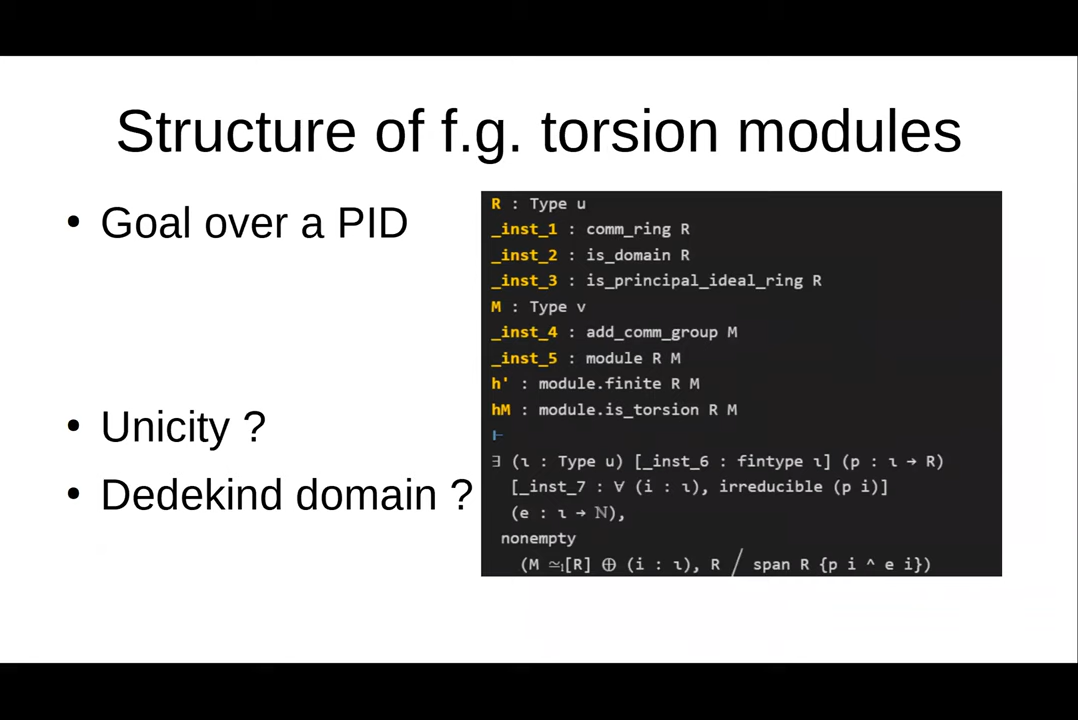 Structure of f.g. torsion modules
• Goal over a PID
• Unicity ?
• Dedekind domain ?
R : Type u
_inst_1 : comm_ring R
_inst_2 : is_domain R
_inst_3 : is_principal_ideal_ring R
M : Type v
_inst_4 : add_comm_group M
_inst_5 : module R M
h' : module.finite R M
hM : module.is_torsion R M
⊢
∃ (ι : Type u) [_inst_6 : fintype ι] (p : ι → R)
[_inst_7 : ∀ (i : ι), irreducible (p i)]
(e : ι → ℕ),
nonempty
(M ≃ₗ[R] ⨁ (i : ι), R ╱ span R {p i ^ e i})